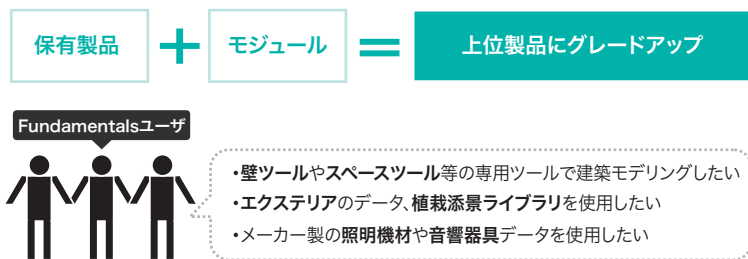 保有製品 + モジュール = 上位製品にグレードアップ
Fundamentalsユーザ
・壁ツールやスペースツール等の専用ツールで建築モデリングしたい
・エクステリアのデータ、植栽添景ライブラリを使用したい
・メーカー製の照明機材や音響器具データを使用したい